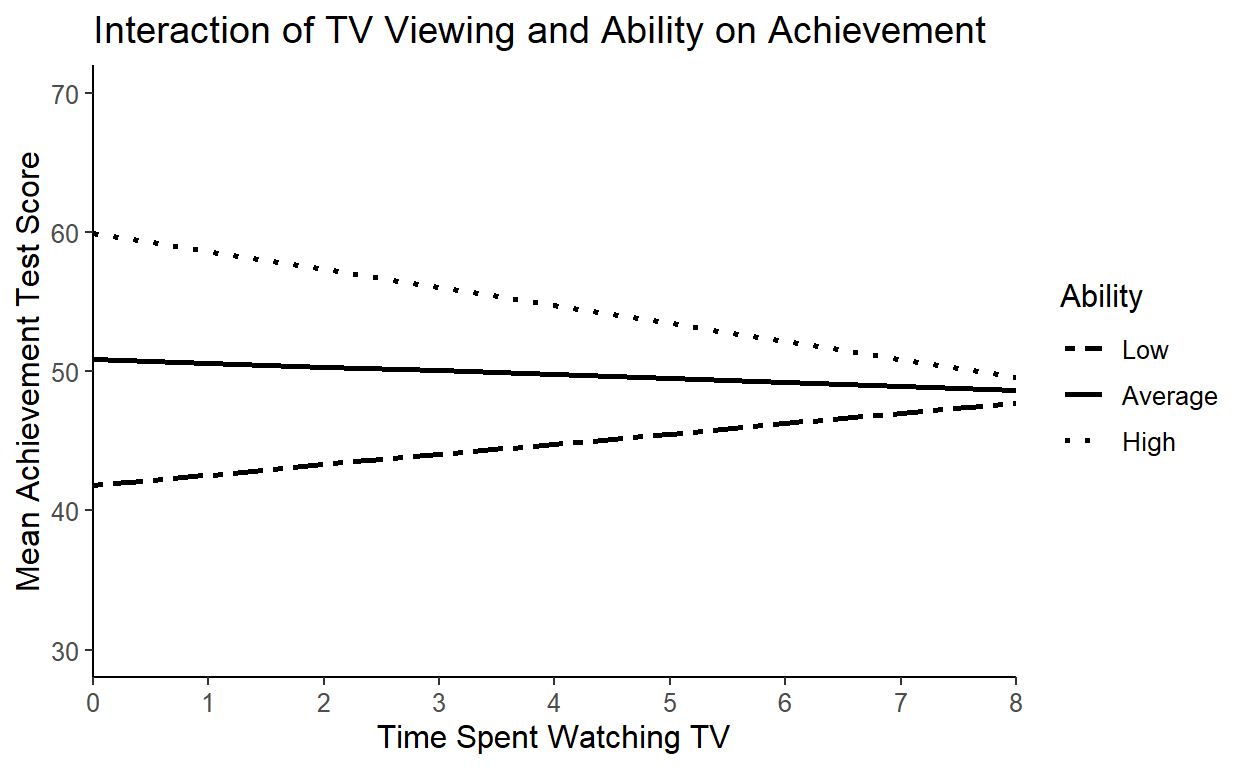 Interaction of TV Viewing and Ability on Achievement
Mean Achievement Test Score
70
60
50
40
30
0 1 2 3 4 5 6 7 8
Time Spent Watching TV
Ability
Low
Average
High